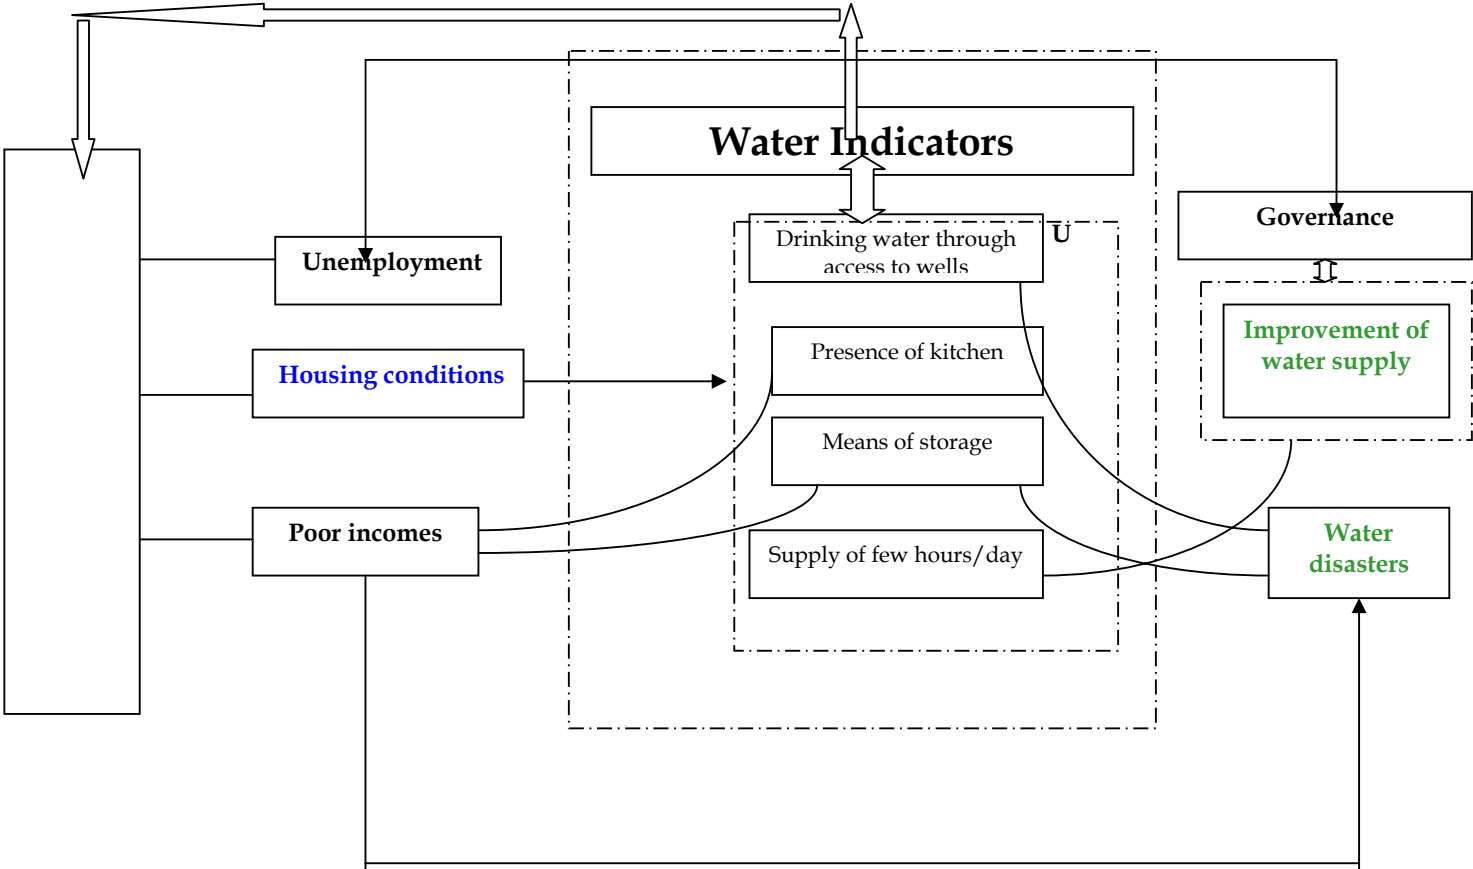 Water Indicators
Governance
Drinking water through
access to wells
U
Unemployment
Improvement of
water supply
Presence of kitchen
Housing conditions
Means of storage
Poor incomes
Water
disasters
Supply of few hours/day